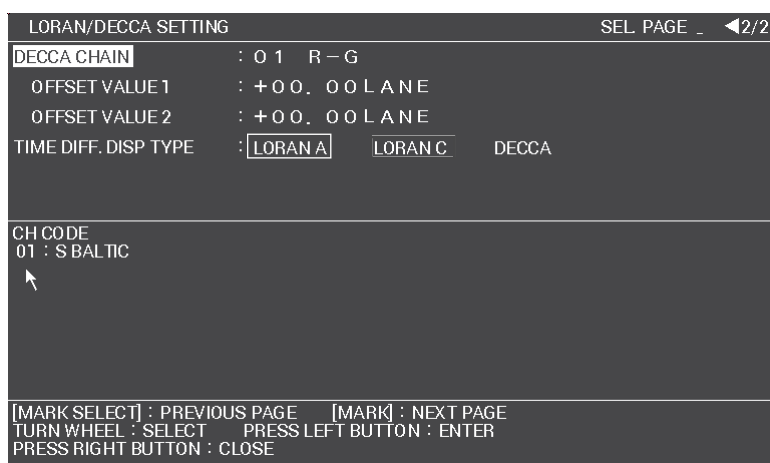 LORAN/DECCA SETTING SEL. PAGE _ ◀2/2
DECCA CHAIN : 01 R-G
OFFSET VALUE 1 : +00.00LANE
OFFSET VALUE 2 : +00.00LANE
TIME DIFF. DISP TYPE : LORAN A LORAN C DECCA
CH CODE
01 : S BALTIC
[MARK SELECT] : PREVIOUS PAGE [MARK] : NEXT PAGE
TURN WHEEL : SELECT PRESS LEFT BUTTON : ENTER
PRESS RIGHT BUTTON : CLOSE